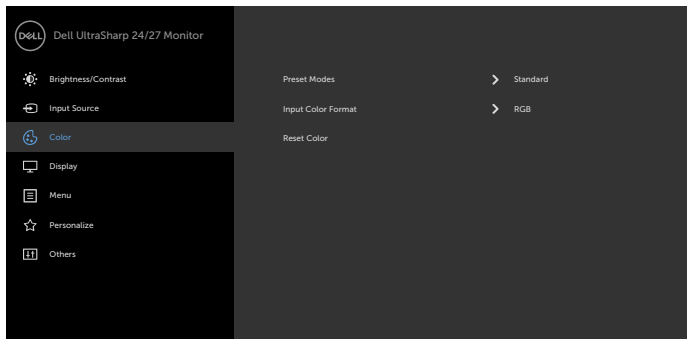 DELL Dell UltraSharp 24/27 Monitor
Brightness/Contrast
Input Source
Color
Display
Menu
Personalize
Others
Preset Modes Standard
Input Color Format RGB
Reset Color